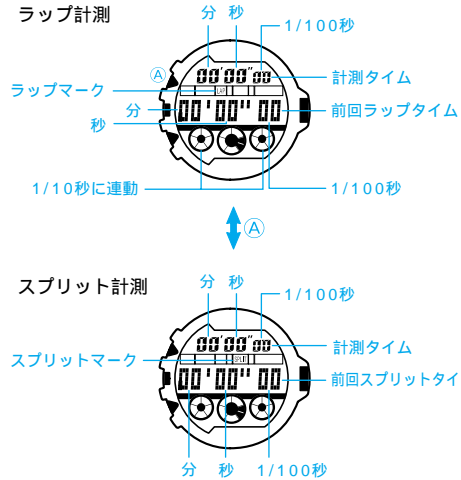 ラップ計測
分 秒
1/100秒
Ⓐ
00'00"00
計測タイム
ラップマーク
LAP
分
00'00"00
前回ラップタイム
秒
1/10秒に連動
1/100秒
Ⓐ
スプリット計測
分 秒
1/100秒
00'00"00
計測タイム
スプリットマーク
SPLIT
00'00"00
前回スプリットタイ
分 秒 1/100秒